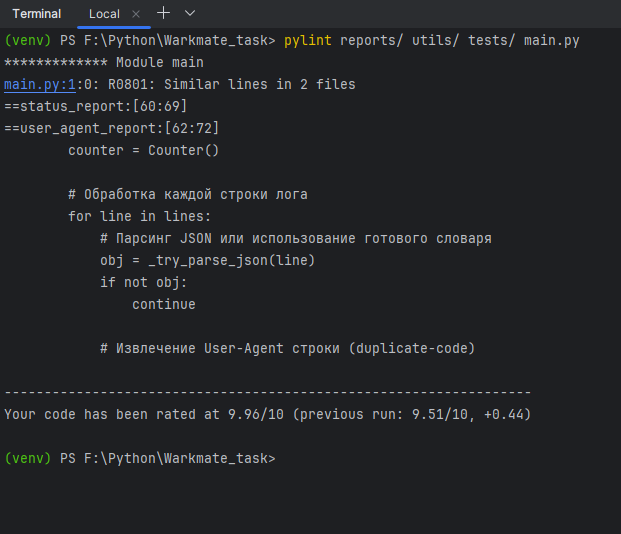 Terminal Local × + ∨
(venv) PS F:\Python\Warkmate_task> pylint reports/ utils/ tests/ main.py
************* Module main
main.py:1:0: R0801: Similar lines in 2 files
==status_report:[60:69]
==user_agent_report:[62:72]
        counter = Counter()

        # Обработка каждой строки лога
        for line in lines:
            # Парсинг JSON или использование готового словаря
            obj = _try_parse_json(line)
            if not obj:
                continue

            # Извлечение User-Agent строки (duplicate-code)

------------------------------------------------------------------
Your code has been rated at 9.96/10 (previous run: 9.51/10, +0.44)

(venv) PS F:\Python\Warkmate_task>